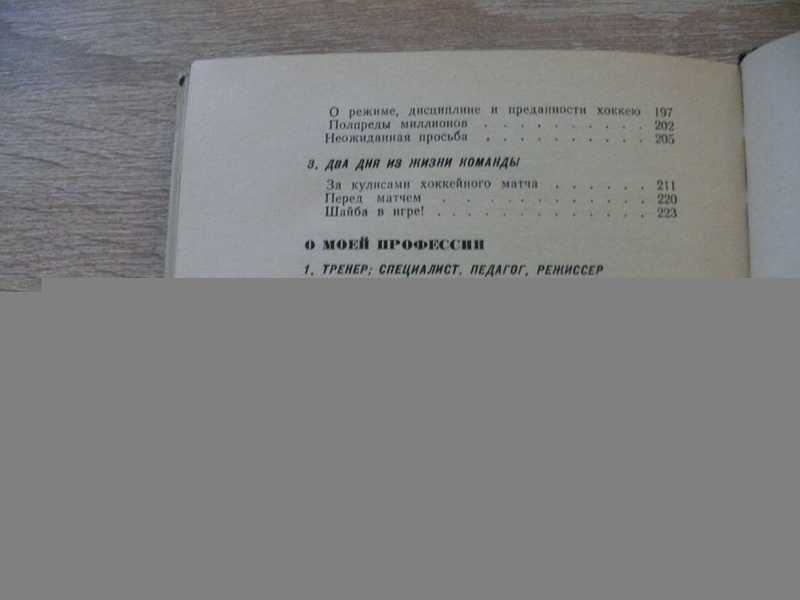 О режиме, дисциплине и преданности хоккею 197
Полпреды миллионов . . . . . . . . . . 202
Неожиданная просьба . . . . . . . . . . 205
3. ДВА ДНЯ ИЗ ЖИЗНИ КОМАНДЫ
За кулисами хоккейного матча . . . . . . 211
Перед матчем . . . . . . . . . . . 220
Шайба в игре! . . . . . . . . . . . 223
О МОЕЙ ПРОФЕССИИ
1. ТРЕНЕР; СПЕЦИАЛИСТ, ПЕДАГОГ, РЕЖИССЕР